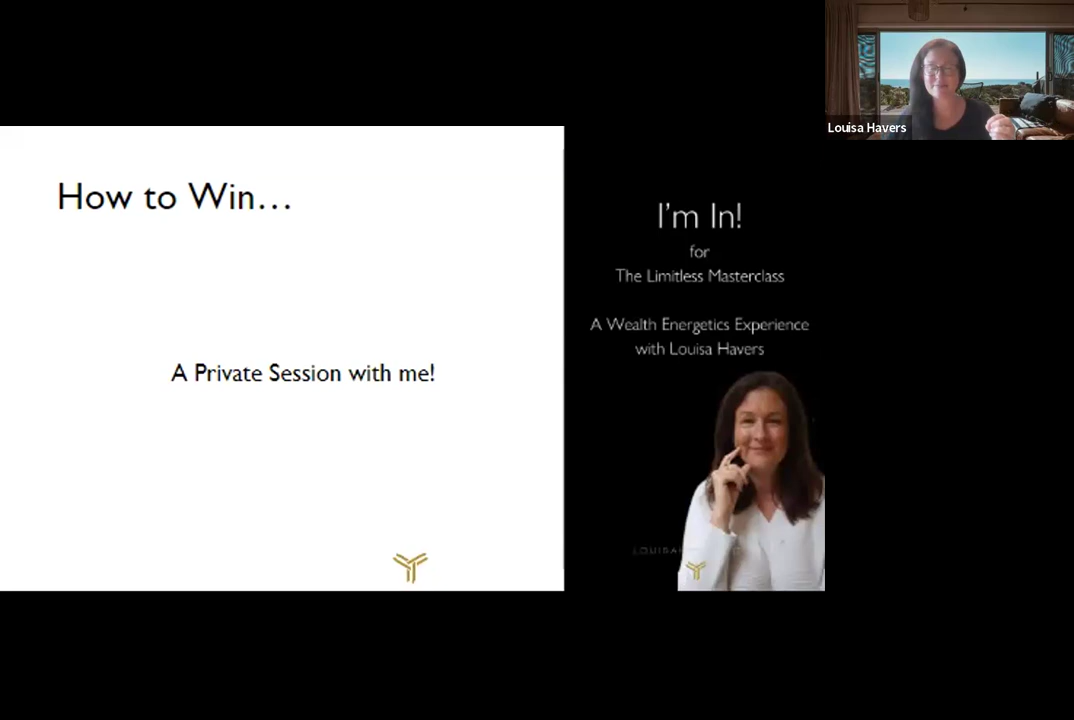 Louisa Havers
How to Win…
A Private Session with me!
I'm In!
for
The Limitless Masterclass
A Wealth Energetics Experience
with Louisa Havers